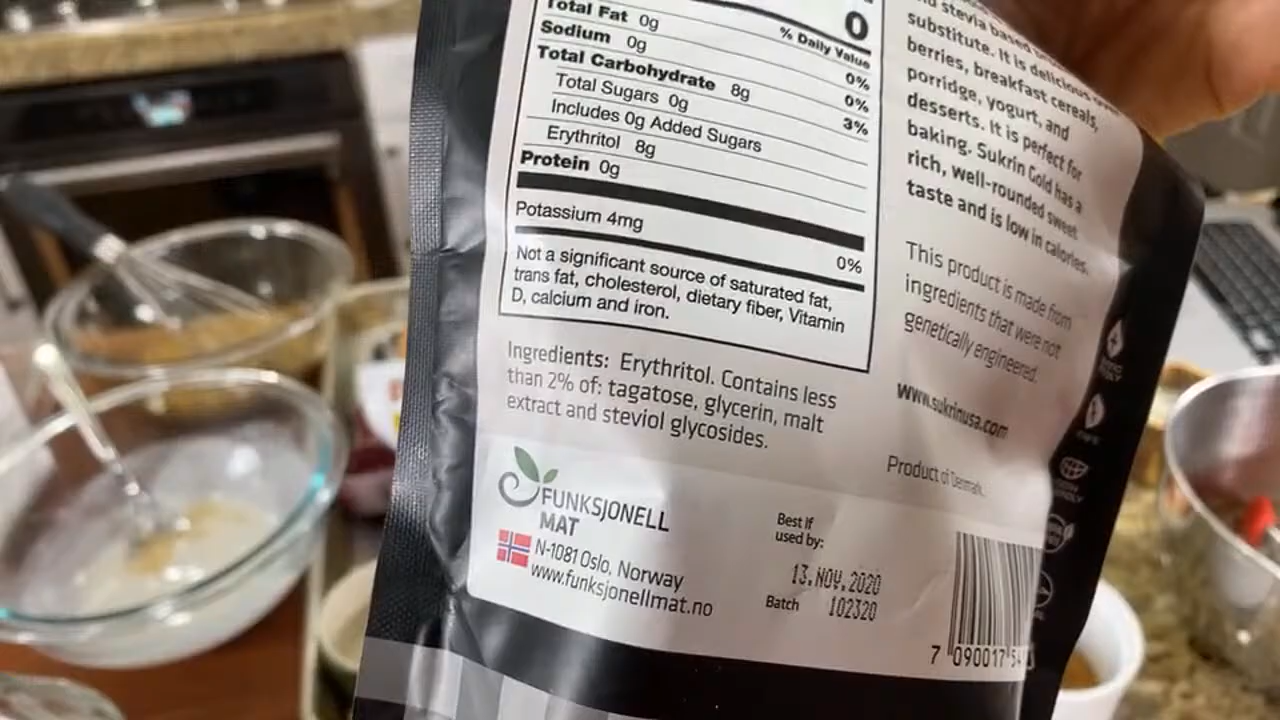 0
% Daily Value
Total Fat 0g 0%
Sodium 0g 0%
Total Carbohydrate 8g 3%
Total Sugars 0g
Includes 0g Added Sugars
Erythritol 8g
Protein 0g
Potassium 4mg 0%
Not a significant source of saturated fat,
trans fat, cholesterol, dietary fiber, Vitamin
D, calcium and iron.
Ingredients: Erythritol. Contains less
than 2% of: tagatose, glycerin, malt
extract and steviol glycosides.
FUNKSJONELL
MAT
N-1081 Oslo, Norway
www.funksjonellmat.no
stevia based
substitute. It is delicious
berries, breakfast cereals,
porridge, yogurt, and
desserts. It is perfect for
baking. Sukrin Gold has a
rich, well-rounded sweet
taste and is low in calories.
This product is made from
ingredients that were not
genetically engineered.
www.sukrinusa.com
Product of Denmark.
Best if
used by:
13.NOV.2020
Batch 102320
7 090017